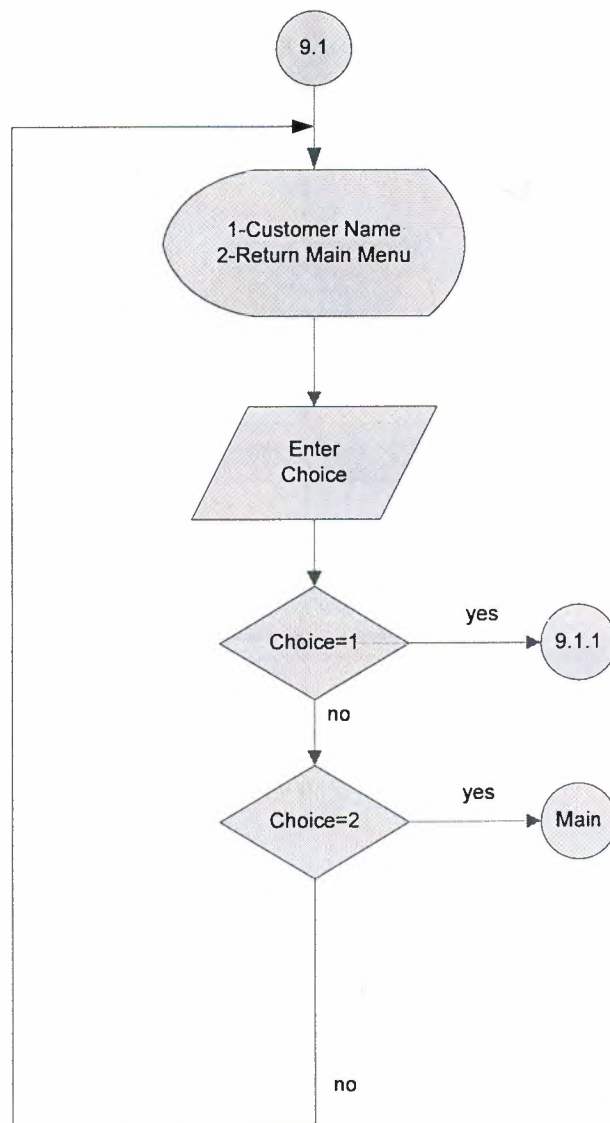 9.1
1-Customer Name
2-Return Main Menu
Enter
Choice
Choice=1
yes
9.1.1
no
Choice=2
yes
Main
no